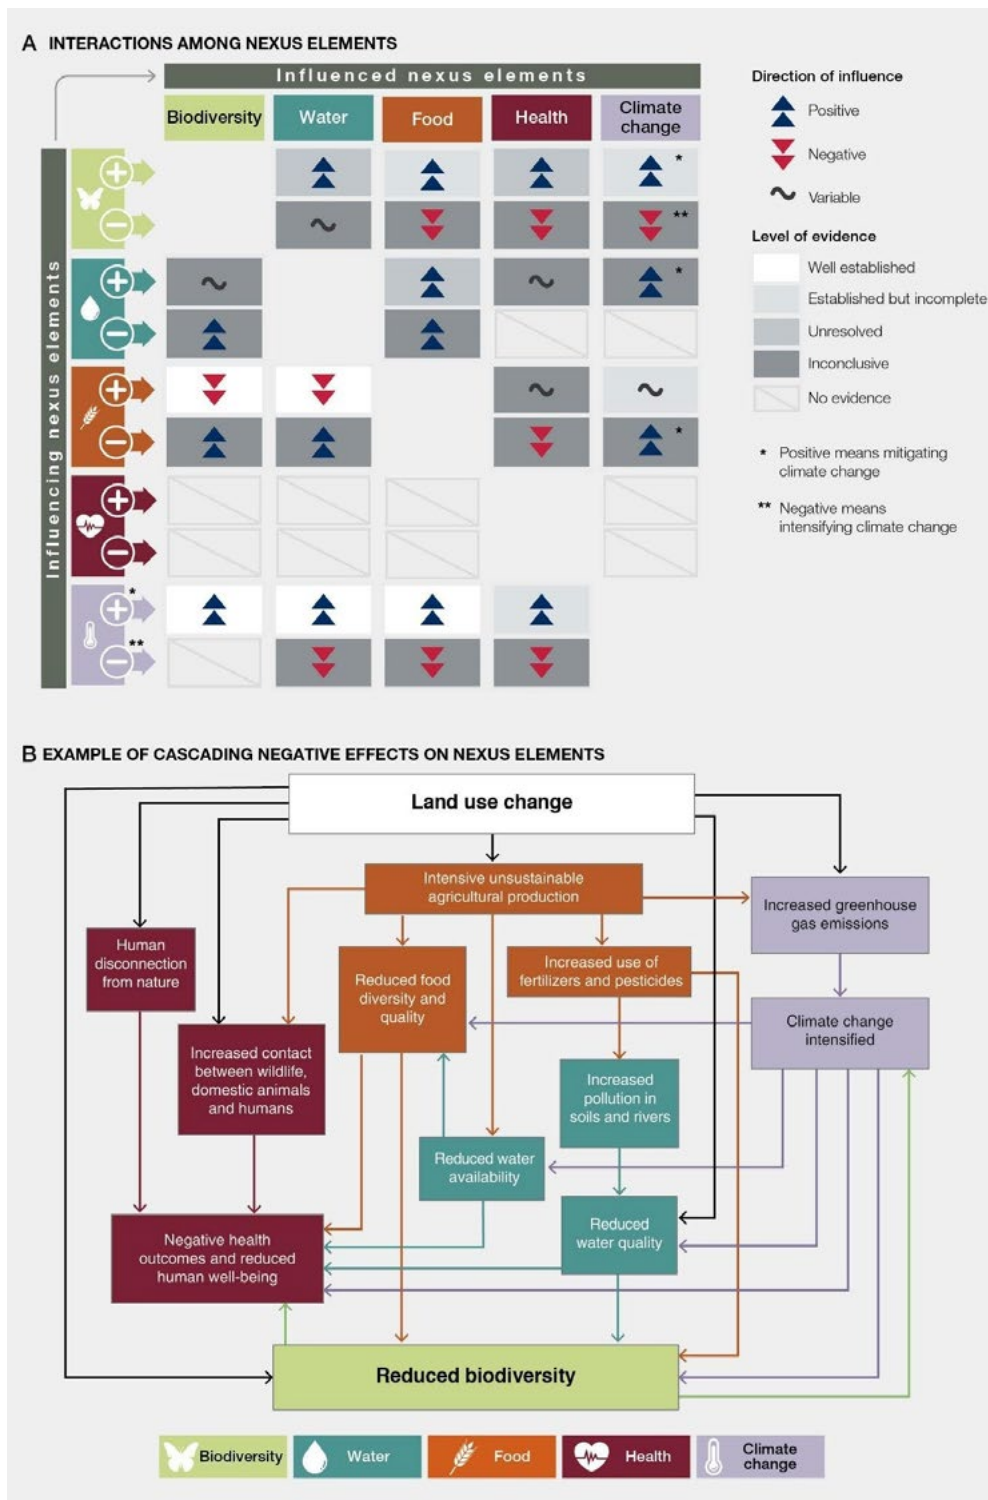 A INTERACTIONS AMONG NEXUS ELEMENTS
Influenced nexus elements
Influencing nexus elements
Biodiversity
Water
Food
Health
Climate
change
*
**
*
*
*
**
Direction of influence
Positive
Negative
Variable
Level of evidence
Well established
Established but incomplete
Unresolved
Inconclusive
No evidence
* Positive means mitigating
climate change
** Negative means
intensifying climate change
B EXAMPLE OF CASCADING NEGATIVE EFFECTS ON NEXUS ELEMENTS
Land use change
Intensive unsustainable
agricultural production
Increased greenhouse
gas emissions
Human
disconnection
from nature
Reduced food
diversity and
quality
Increased use of
fertilizers and pesticides
Climate change
intensified
Increased contact
between wildlife,
domestic animals
and humans
Increased
pollution in
soils and rivers
Reduced water
availability
Reduced
water quality
Negative health
outcomes and reduced
human well-being
Reduced biodiversity
Biodiversity
Water
Food
Health
Climate
change